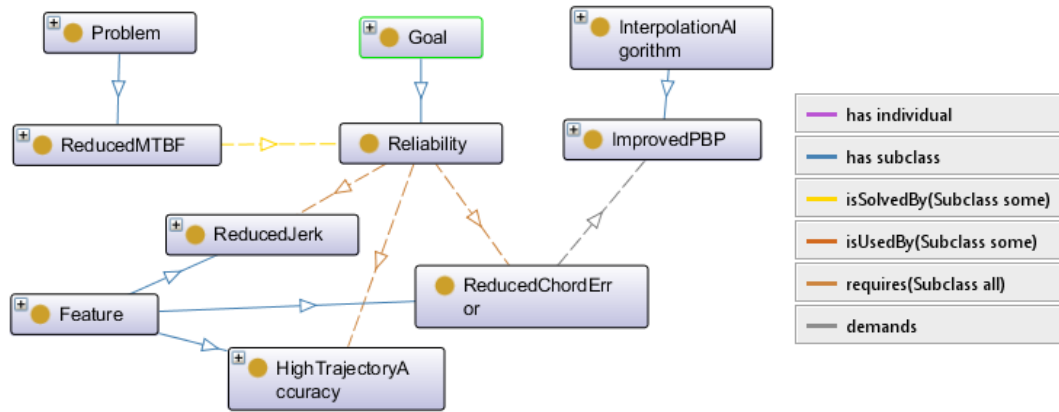 Problem
Goal
InterpolationAl
gorithm
ReducedMTBF
Reliability
ImprovedPBP
ReducedJerk
Feature
ReducedChordErr
or
HighTrajectoryA
ccuracy
has individual
has subclass
isSolvedBy(Subclass some)
isUsedBy(Subclass some)
requires(Subclass all)
demands